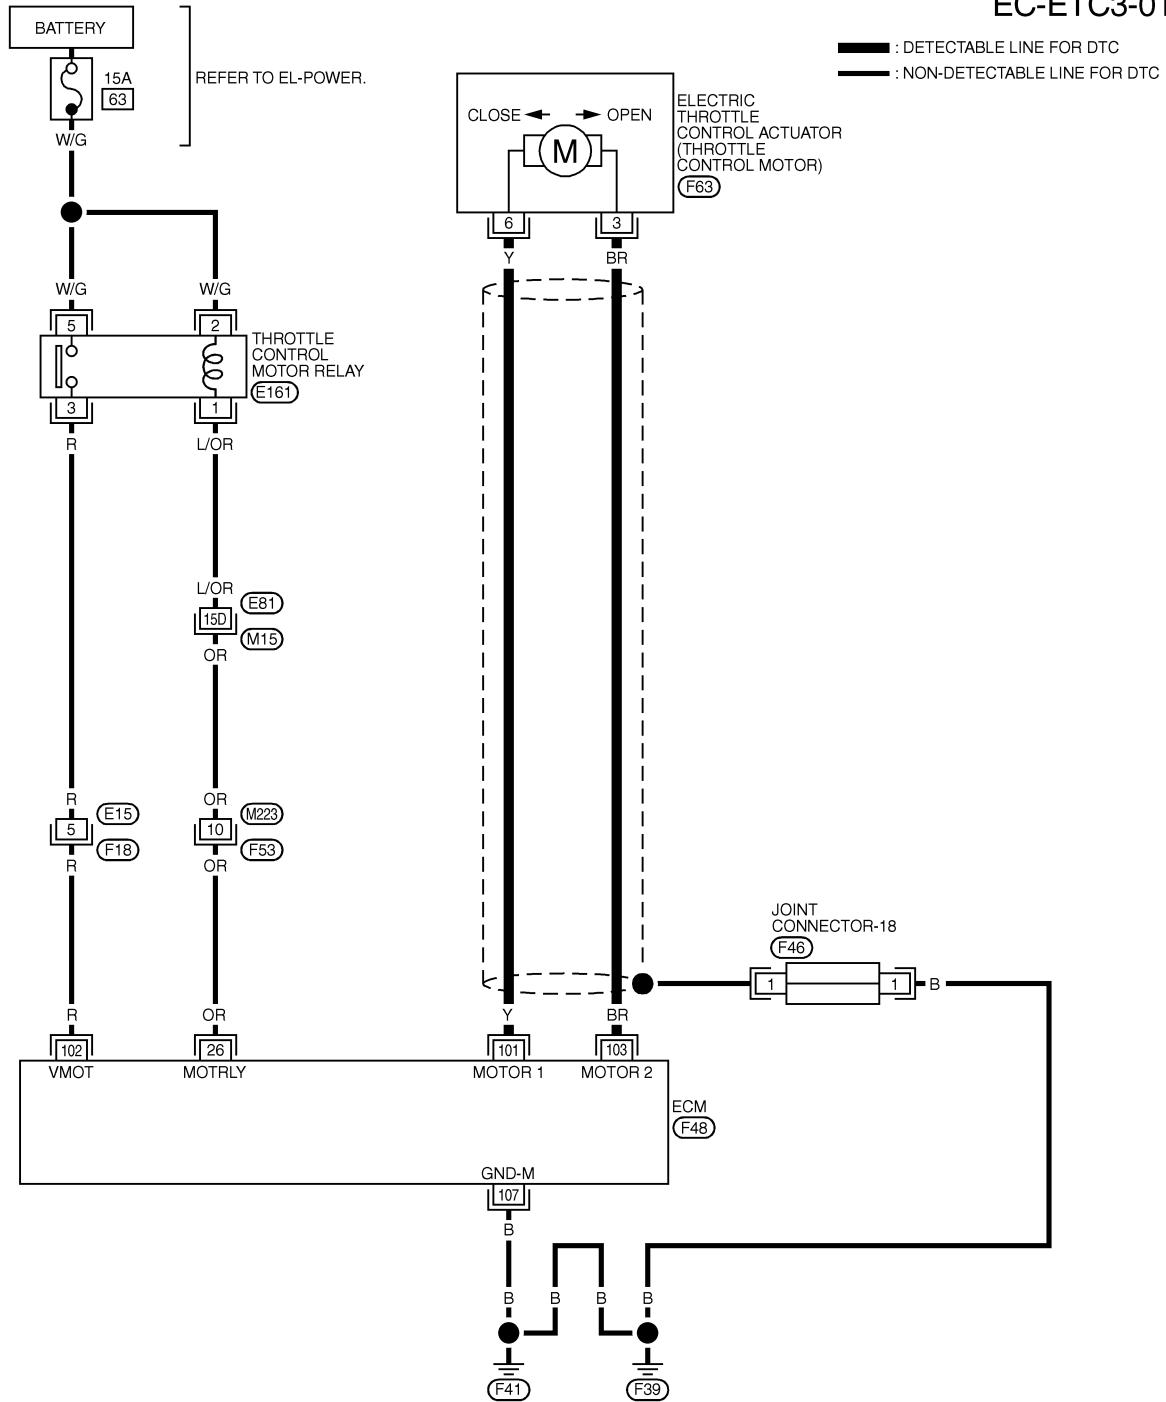 EC-ETC3-01
BATTERY
: DETECTABLE LINE FOR DTC
: NON-DETECTABLE LINE FOR DTC
15A
63
REFER TO EL-POWER.
W/G
CLOSE
OPEN
M
ELECTRIC
THROTTLE
CONTROL ACTUATOR
(THROTTLE
CONTROL MOTOR)
F63
6
3
Y
BR
W/G
W/G
5
2
THROTTLE
CONTROL
MOTOR RELAY
E161
3
1
R
L/OR
L/OR
15D
E81
M15
OR
R
OR
5
E15
F18
10
M223
F53
R
OR
JOINT
CONNECTOR-18
F46
1
1
B
R
OR
Y
BR
102
26
101
103
VMOT
MOTRLY
MOTOR 1
MOTOR 2
ECM
F48
GND-M
107
B
B
B
B
B
F41
F39